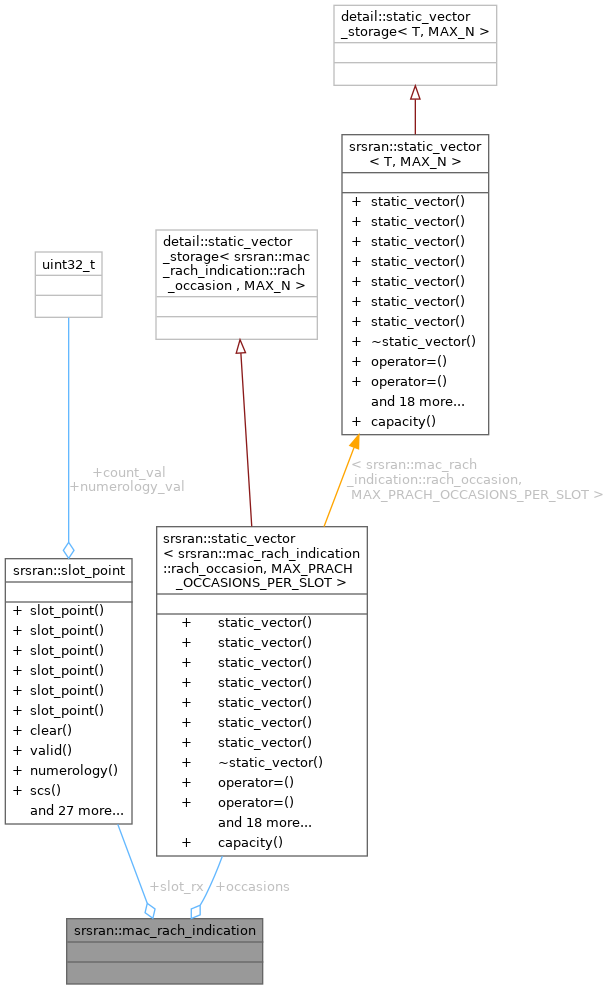 detail::static_vector
_storage< T, MAX_N >
srsran::static_vector
< T, MAX_N >
+ static_vector()
+ static_vector()
+ static_vector()
+ static_vector()
+ static_vector()
+ static_vector()
+ static_vector()
+ ~static_vector()
+ operator=()
+ operator=()
and 18 more...
+ capacity()
detail::static_vector
_storage< srsran::mac
_rach_indication::rach
_occasion , MAX_N >
uint32_t
+count_val
+numerology_val
< srsran::mac_rach
_indication::rach_occasion,
MAX_PRACH_OCCASIONS_PER_SLOT >
srsran::static_vector
< srsran::mac_rach_indication
::rach_occasion, MAX_PRACH
_OCCASIONS_PER_SLOT >
+ static_vector()
+ static_vector()
+ static_vector()
+ static_vector()
+ static_vector()
+ static_vector()
+ static_vector()
+ ~static_vector()
+ operator=()
+ operator=()
and 18 more...
+ capacity()
srsran::slot_point
+ slot_point()
+ slot_point()
+ slot_point()
+ slot_point()
+ slot_point()
+ slot_point()
+ clear()
+ valid()
+ numerology()
+ scs()
and 27 more...
+slot_rx
+occasions
srsran::mac_rach_indication